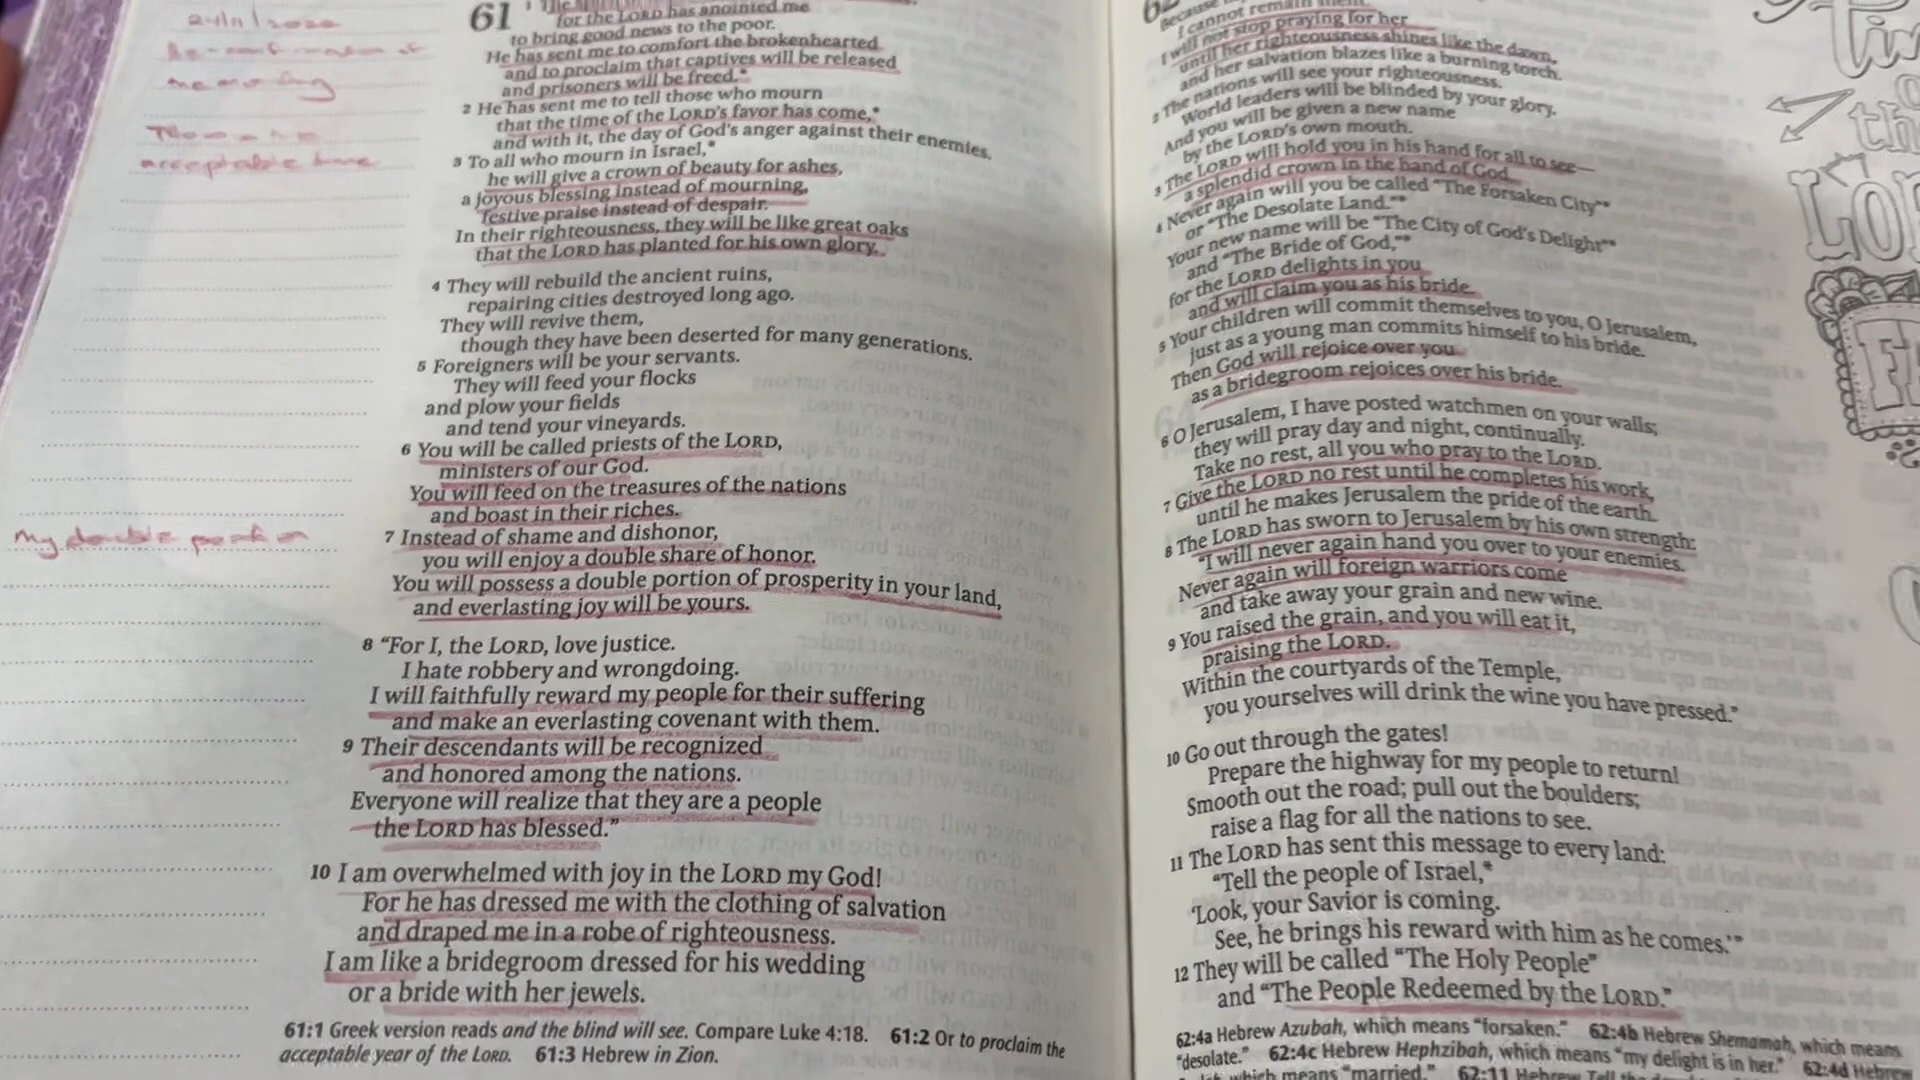 24/11/2020
acceptable time
My double portion
61 1 The
for the LORD has anointed me
to bring good news to the poor.
He has sent me to comfort the brokenhearted
and to proclaim that captives will be released
and prisoners will be freed.*
2 He has sent me to tell those who mourn
that the time of the LORD's favor has come,*
and with it, the day of God's anger against their enemies.
3 To all who mourn in Israel,*
he will give a crown of beauty for ashes,
a joyous blessing instead of mourning,
festive praise instead of despair.
In their righteousness, they will be like great oaks
that the LORD has planted for his own glory.
4 They will rebuild the ancient ruins,
repairing cities destroyed long ago.
They will revive them,
though they have been deserted for many generations.
5 Foreigners will be your servants.
They will feed your flocks
and plow your fields
and tend your vineyards.
6 You will be called priests of the LORD,
ministers of our God.
You will feed on the treasures of the nations
and boast in their riches.
7 Instead of shame and dishonor,
you will enjoy a double share of honor.
You will possess a double portion of prosperity in your land,
and everlasting joy will be yours.
8 “For I, the LORD, love justice.
I hate robbery and wrongdoing.
I will faithfully reward my people for their suffering
and make an everlasting covenant with them.
9 Their descendants will be recognized
and honored among the nations.
Everyone will realize that they are a people
the LORD has blessed.”
10 I am overwhelmed with joy in the LORD my God!
For he has dressed me with the clothing of salvation
and draped me in a robe of righteousness.
I am like a bridegroom dressed for his wedding
or a bride with her jewels.
61:1 Greek version reads and the blind will see. Compare Luke 4:18. 61:2 Or to proclaim the
acceptable year of the LORD. 61:3 Hebrew in Zion.
62 Because
I cannot remain
I will not stop praying for her
until her righteousness shines like the dawn,
and her salvation blazes like a burning torch.
2 The nations will see your righteousness.
World leaders will be blinded by your glory.
And you will be given a new name
by the LORD's own mouth.
3 The LORD will hold you in his hand for all to see—
a splendid crown in the hand of God.
4 Never again will you be called “The Forsaken City”*
or “The Desolate Land.”*
Your new name will be “The City of God's Delight”*
and “The Bride of God,”*
for the LORD delights in you
and will claim you as his bride.
5 Your children will commit themselves to you, O Jerusalem,
just as a young man commits himself to his bride.
Then God will rejoice over you
as a bridegroom rejoices over his bride.
6 O Jerusalem, I have posted watchmen on your walls;
they will pray day and night, continually.
Take no rest, all you who pray to the LORD.
7 Give the LORD no rest until he completes his work,
until he makes Jerusalem the pride of the earth.
8 The LORD has sworn to Jerusalem by his own strength:
“I will never again hand you over to your enemies.
Never again will foreign warriors come
and take away your grain and new wine.
9 You raised the grain, and you will eat it,
praising the LORD.
Within the courtyards of the Temple,
you yourselves will drink the wine you have pressed.”
10 Go out through the gates!
Prepare the highway for my people to return!
Smooth out the road; pull out the boulders;
raise a flag for all the nations to see.
11 The LORD has sent this message to every land:
“Tell the people of Israel,*
‘Look, your Savior is coming.
See, he brings his reward with him as he comes.’”
12 They will be called “The Holy People”
and “The People Redeemed by the LORD.”
62:4a Hebrew Azubah, which means “forsaken.” 62:4b Hebrew Shemamah, which means
“desolate.” 62:4c Hebrew Hephzibah, which means “my delight is in her.” 62:4d Hebrew
which means “married.” 62:11 Hebrew Tell the